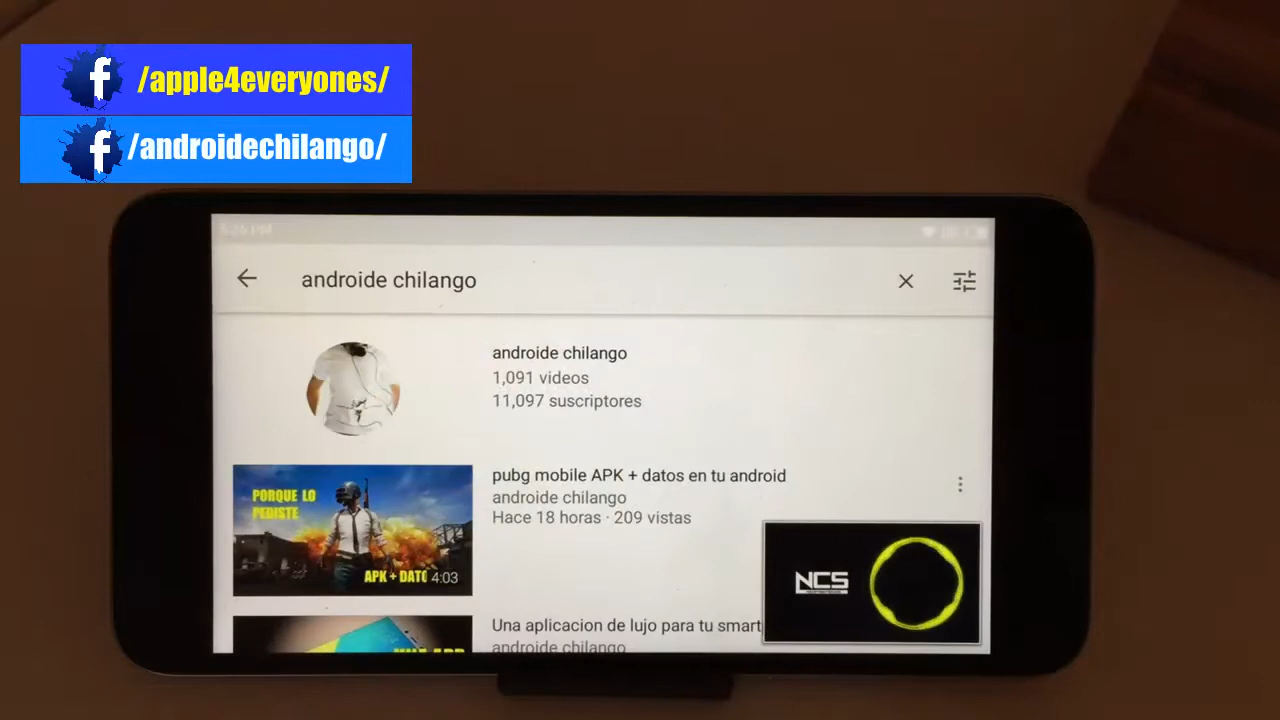 f /apple4everyones/
f /androidechilango/
androide chilango
androide chilango
1,091 videos
11,097 suscriptores
PORQUE LO
PEDISTE
APK + DATO
4:03
pubg mobile APK + datos en tu android
androide chilango
Hace 18 horas · 209 vistas
NCS
Una aplicacion de lujo para tu smart
androide chilango